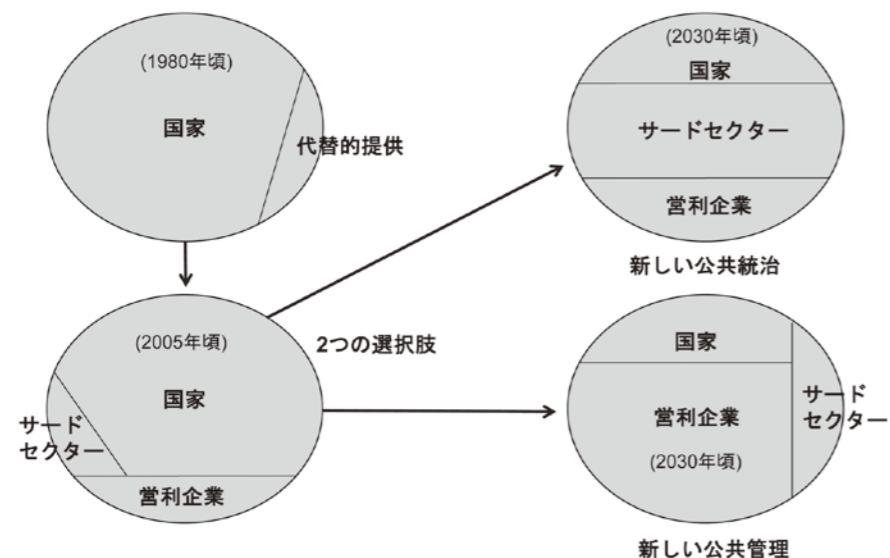 (1980年頃)
国家
代替的提供
(2030年頃)
国家
サードセクター
営利企業
新しい公共統治
(2005年頃)
国家
サード
セクター
営利企業
2つの選択肢
国家
営利企業
(2030年頃)
サード
セクター
新しい公共管理